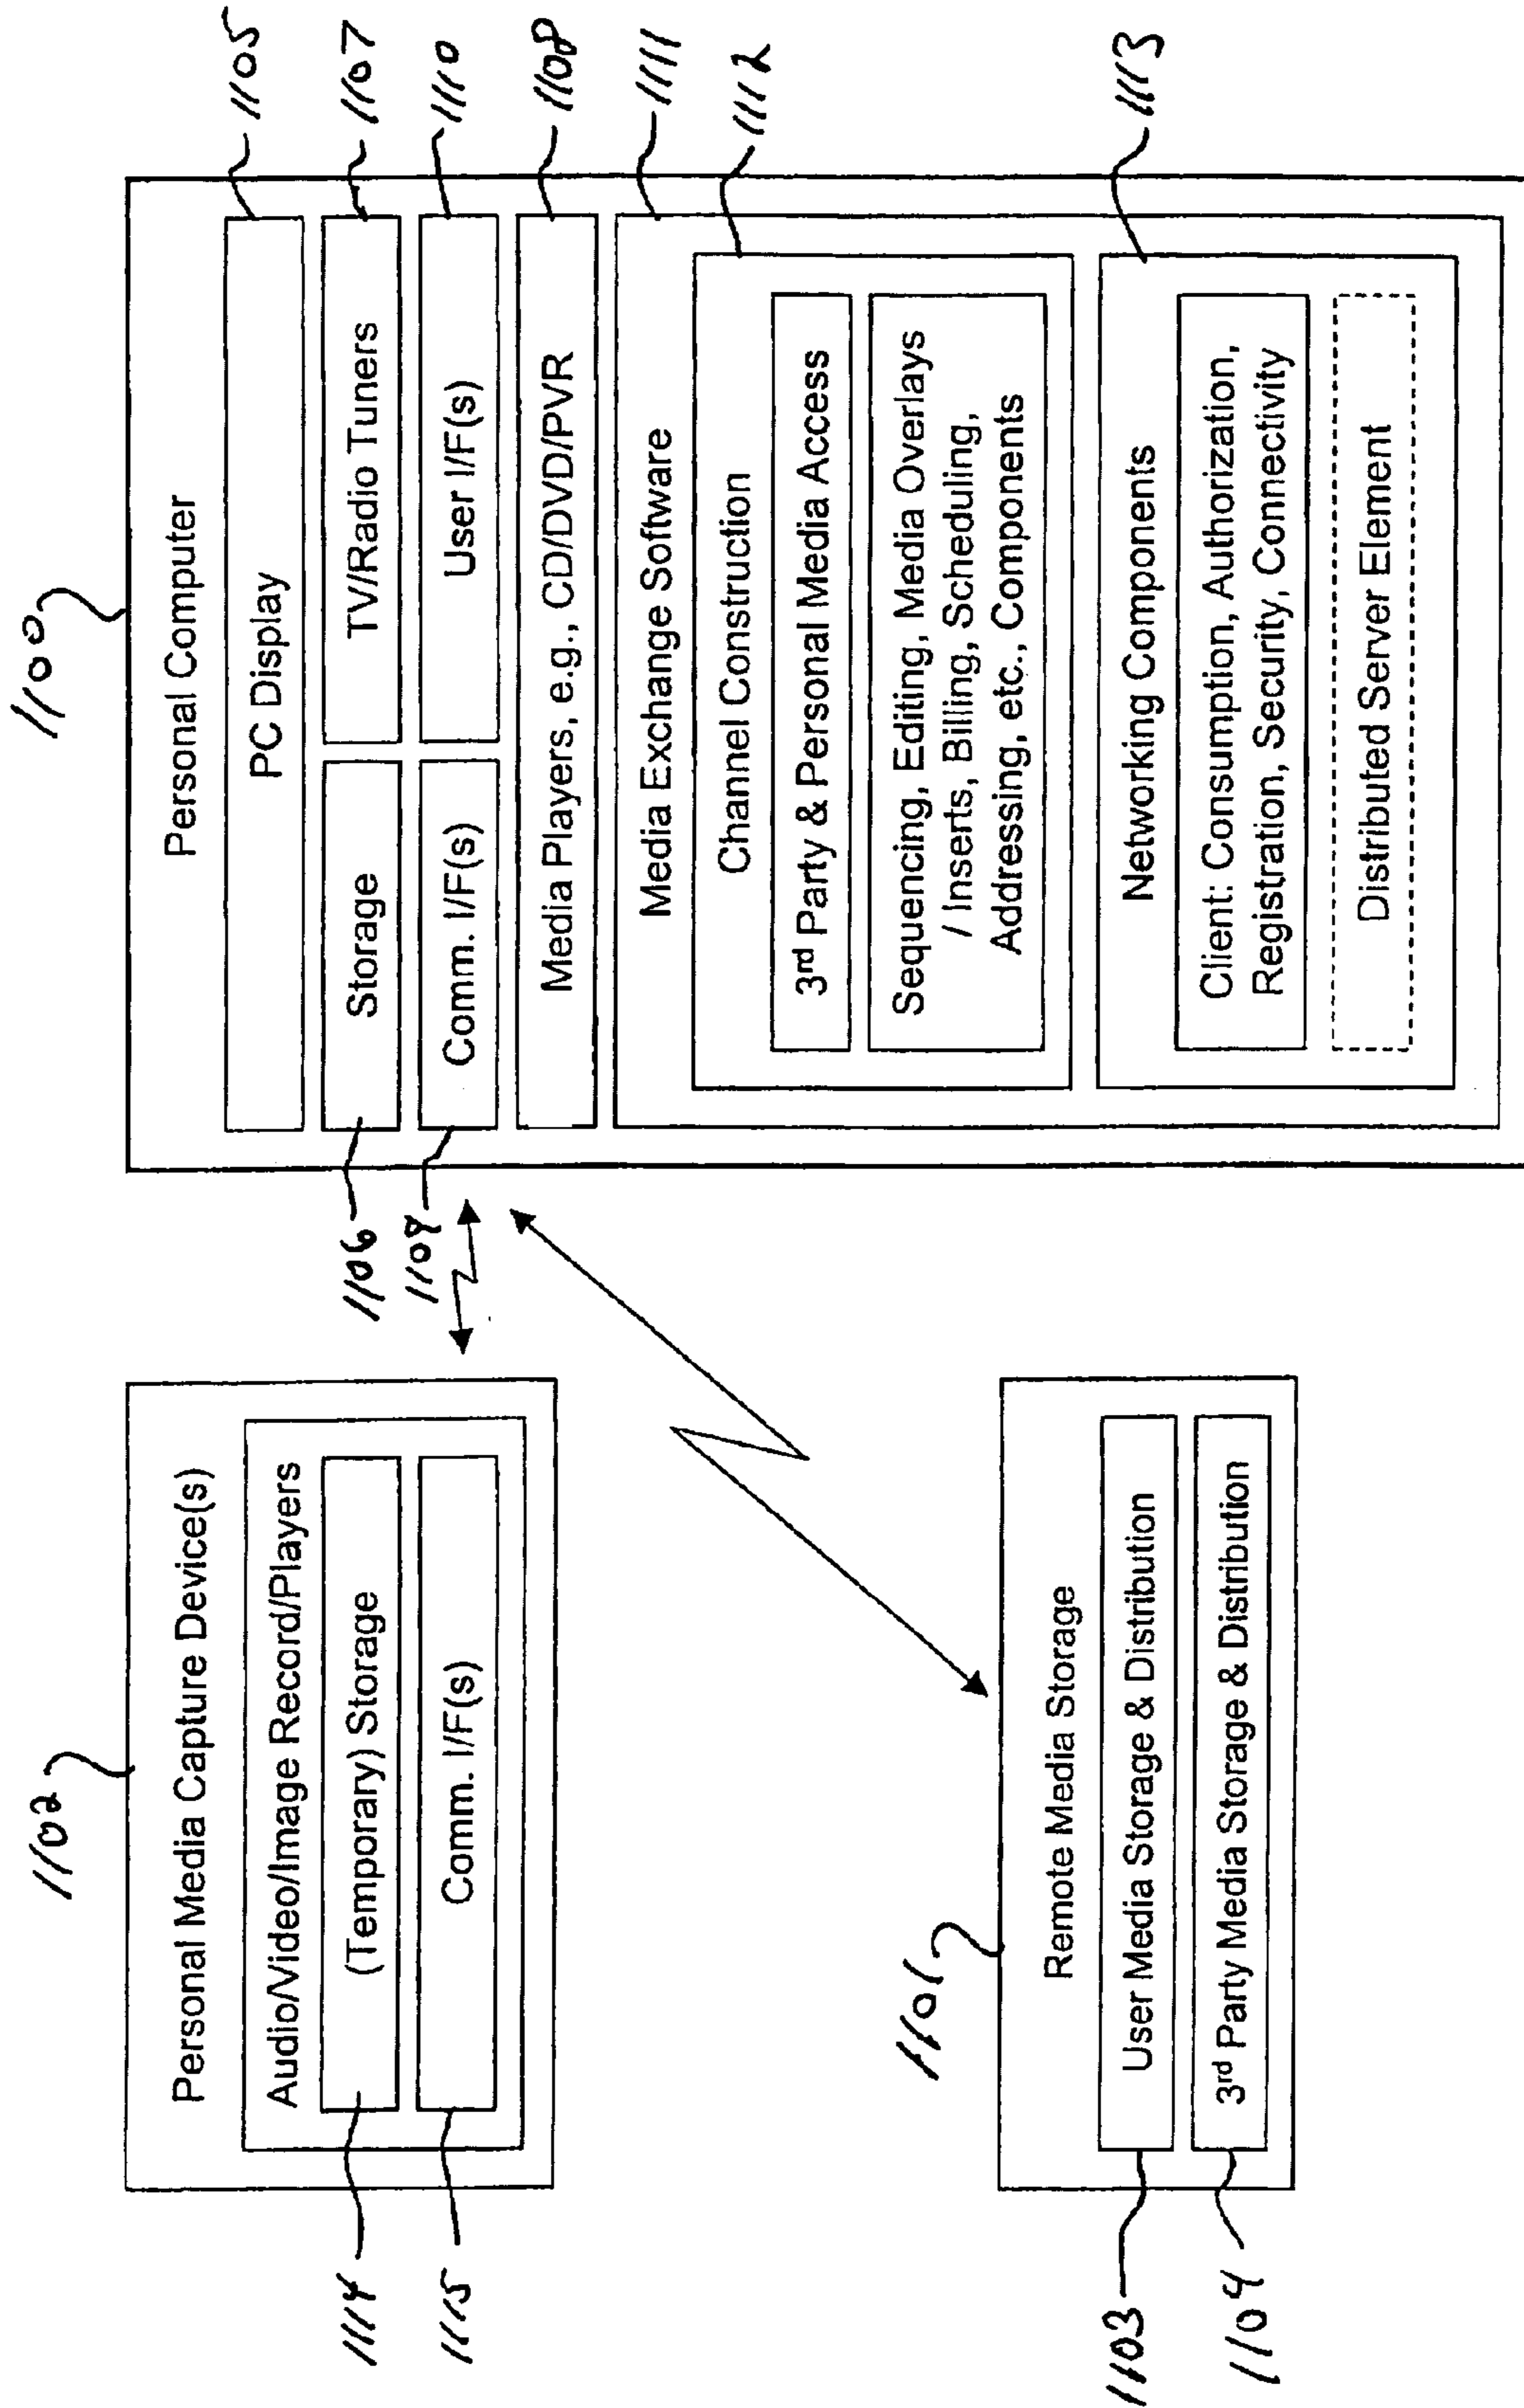 1102
Personal Media Capture Device(s)
Audio/Video/Image Record/Players
1114
(Temporary) Storage
1115
Comm. I/F(s)
1101
Remote Media Storage
1103
User Media Storage & Distribution
1104
3rd Party Media Storage & Distribution
1100
Personal Computer
PC Display
1105
1106
Storage
TV/Radio Tuners
1107
1109
Comm. I/F(s)
User I/F(s)
1110
Media Players, e.g., CD/DVD/PVR
1108
Media Exchange Software
1111
Channel Construction
1112
3rd Party & Personal Media Access
Sequencing, Editing, Media Overlays
/ Inserts, Billing, Scheduling,
Addressing, etc., Components
Networking Components
1113
Client: Consumption, Authorization,
Registration, Security, Connectivity
Distributed Server Element